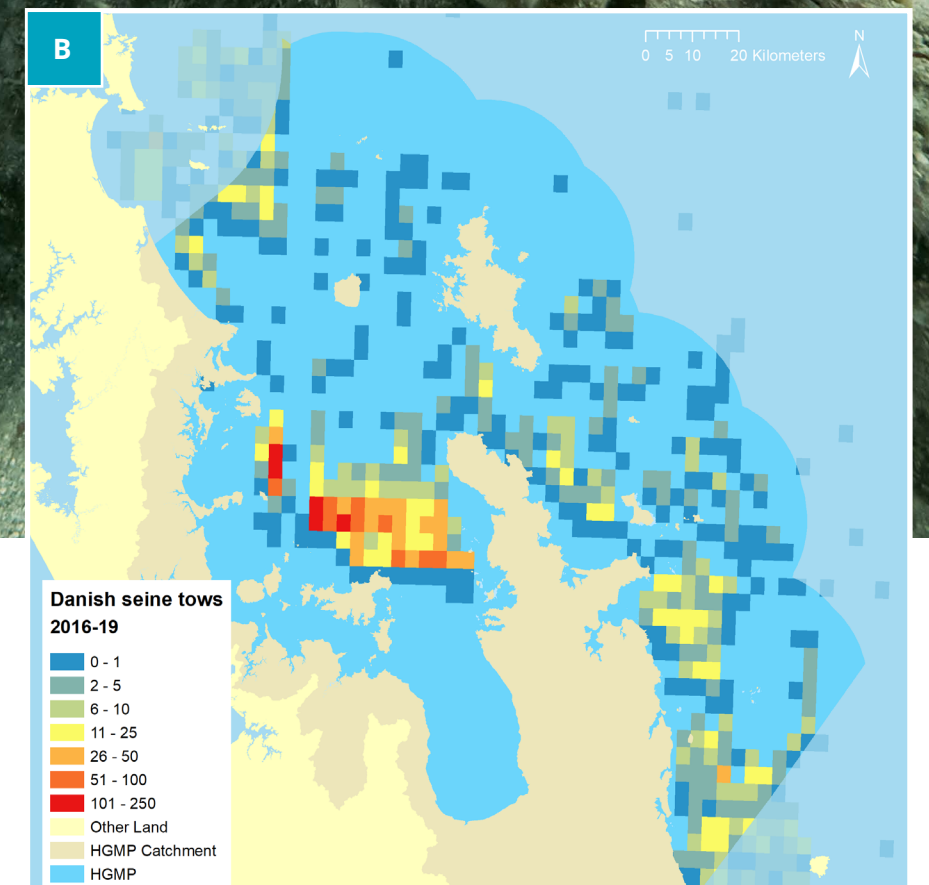 B
N
0 5 10 20 Kilometers
Danish seine tows
2016-19
0 - 1
2 - 5
6 - 10
11 - 25
26 - 50
51 - 100
101 - 250
Other Land
HGMP Catchment
HGMP